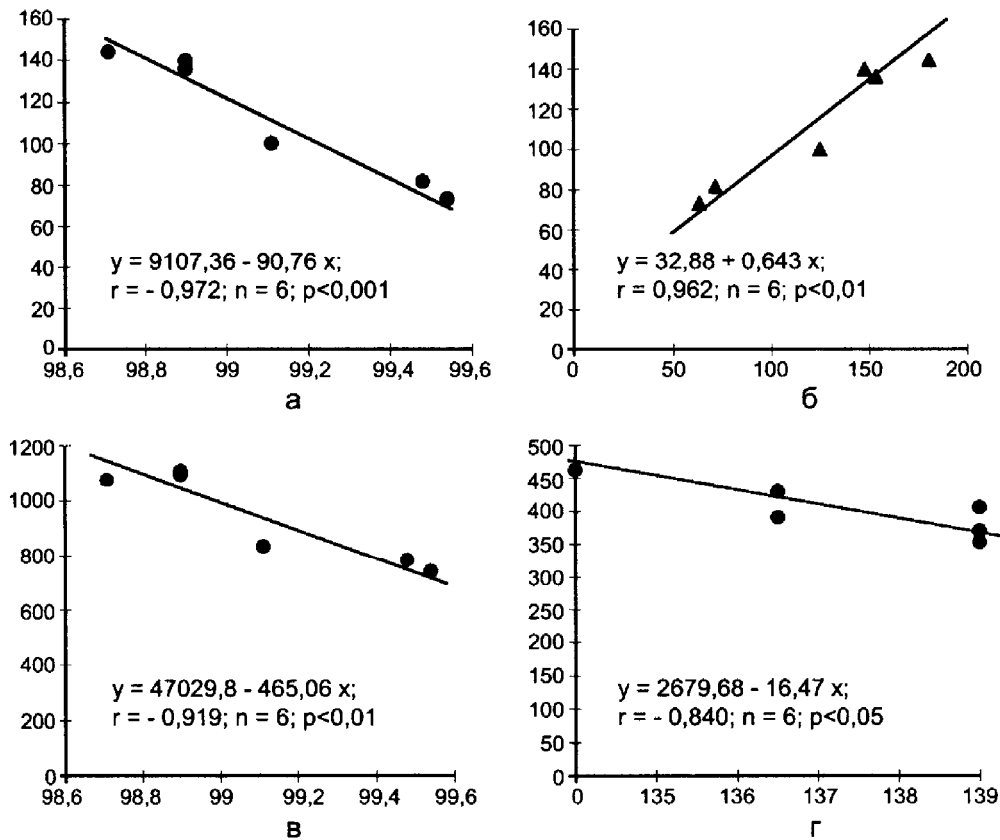 160
140
120
100
80
60
40
20
0
y = 9107,36 - 90,76 x;
r = - 0,972; n = 6; p<0,001
98,6 98,8 99 99,2 99,4 99,6
а
160
140
120
100
80
60
40
20
0
y = 32,88 + 0,643 x;
r = 0,962; n = 6; p<0,01
0 50 100 150 200
б
1200
1000
800
600
400
200
0
y = 47029,8 - 465,06 x;
r = - 0,919; n = 6; p<0,01
98,6 98,8 99 99,2 99,4 99,6
в
500
450
400
350
300
250
200
150
100
50
0
y = 2679,68 - 16,47 x;
r = - 0,840; n = 6; p<0,05
0 135 136 137 138 139
г